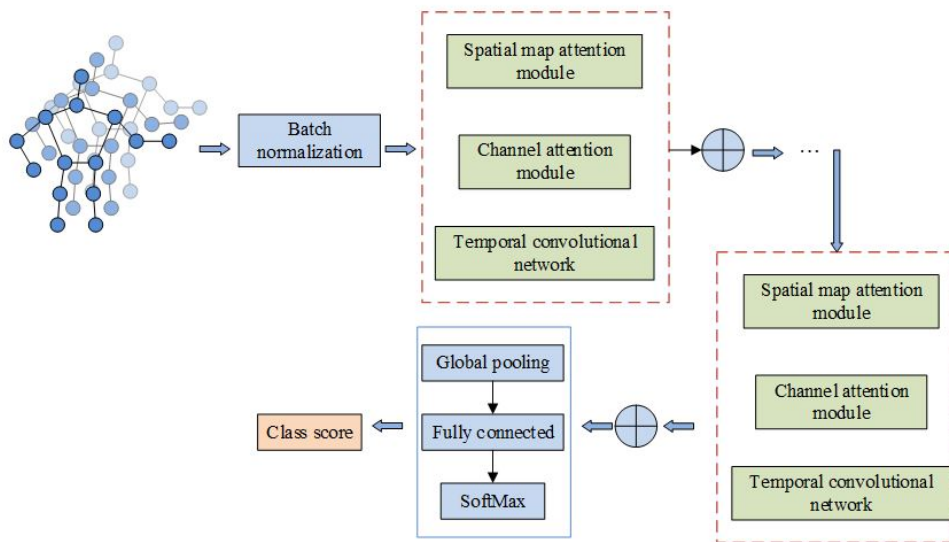 Spatial map attention
module
Batch
normalization
Channel attention
module
...
Temporal convolutional
network
Spatial map attention
module
Channel attention
module
Temporal convolutional
network
Global pooling
Fully connected
SoftMax
Class score